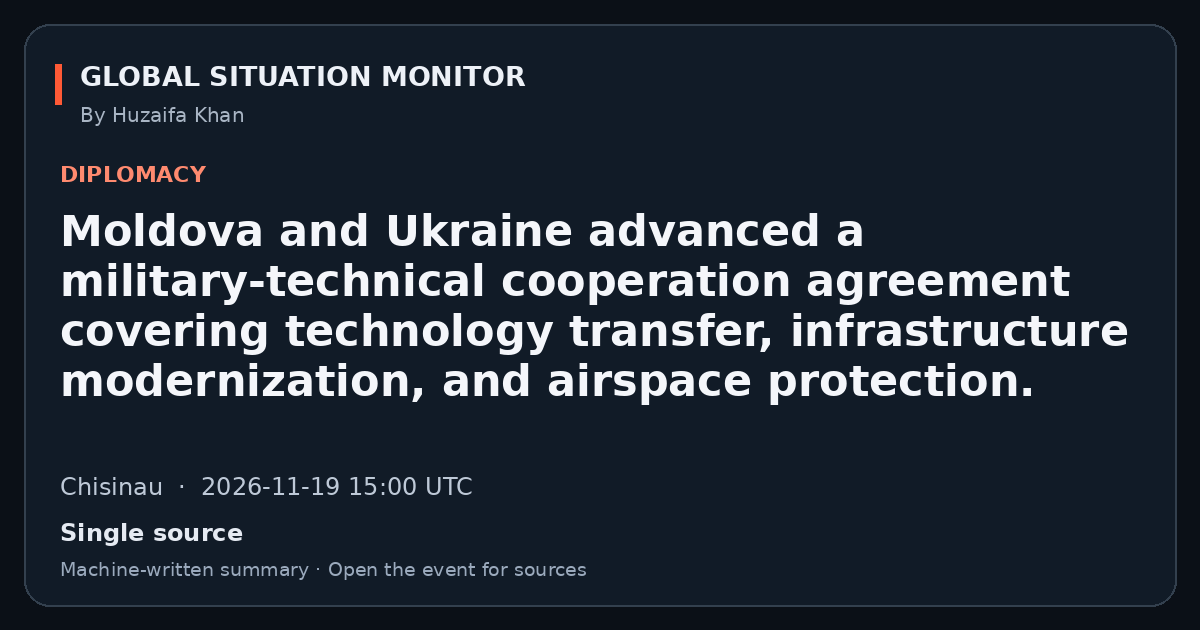 GLOBAL SITUATION MONITOR
By Huzaifa Khan
DIPLOMACY
Moldova and Ukraine advanced a
military-technical cooperation agreement
covering technology transfer, infrastructure
modernization, and airspace protection.
Chisinau · 2026-11-19 15:00 UTC
Single source
Machine-written summary · Open the event for sources